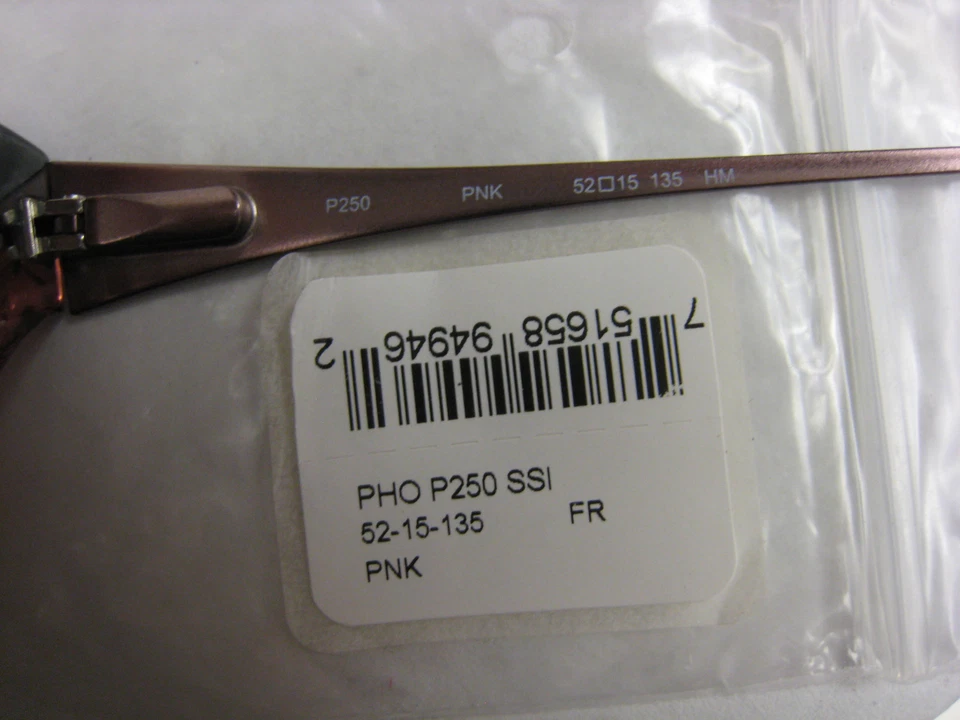 P250 PNK 52□15 135 HM
7 51658 94946 2
PHO P250 SSI
52-15-135 FR
PNK